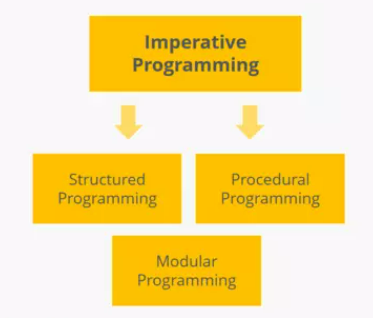 Imperative
Programming
Structured
Programming
Procedural
Programming
Modular
Programming